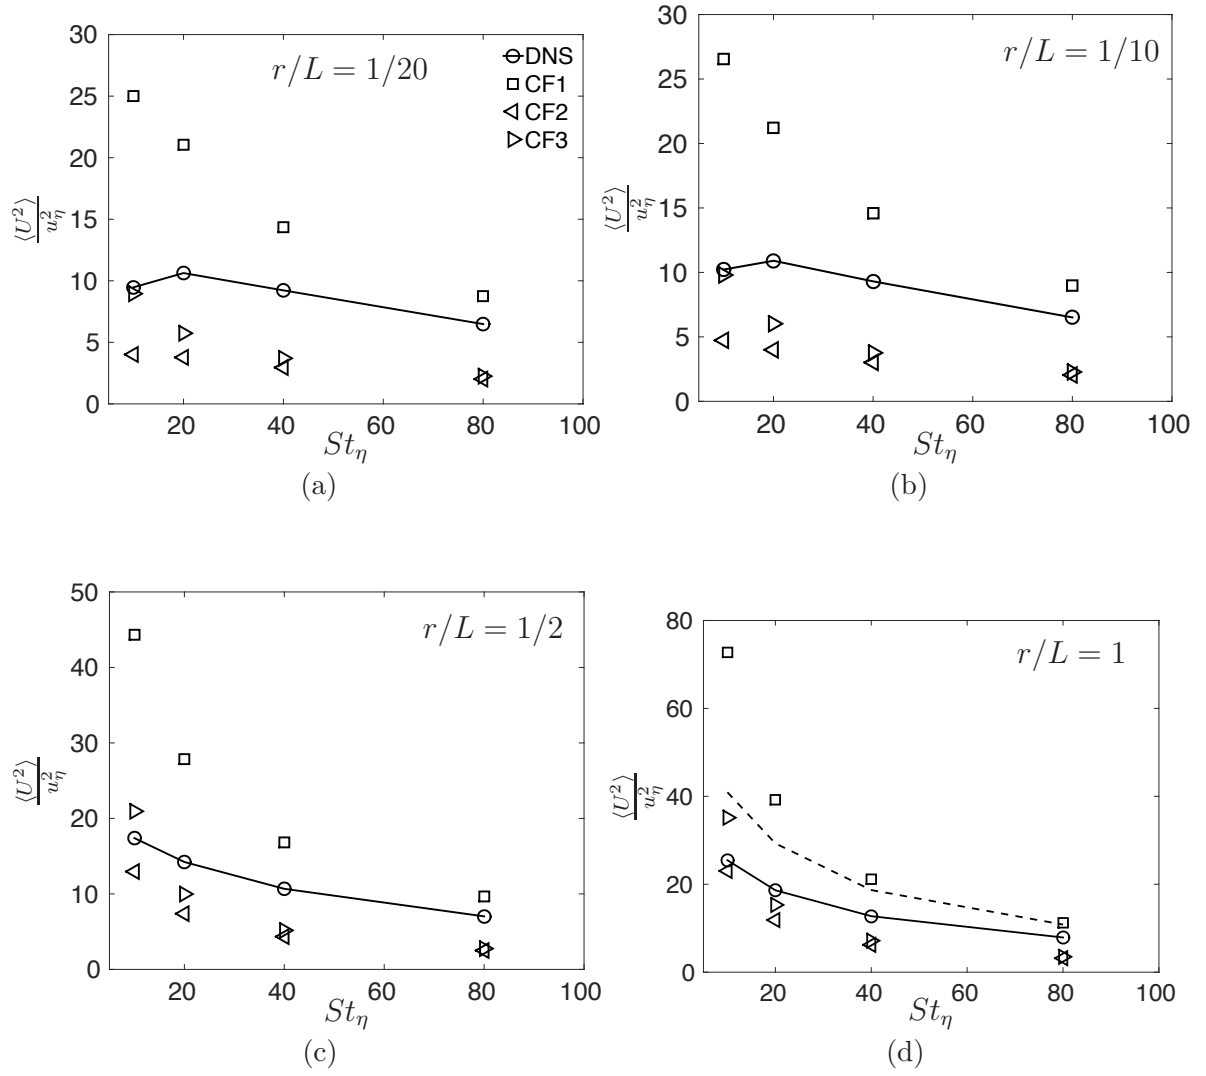 30
25
20
15
10
5
0
⟨U²⟩
u²_η
r/L = 1/20
DNS
CF1
CF2
CF3
20 40 60 80 100
St_η
(a)
30
25
20
15
10
5
0
⟨U²⟩
u²_η
r/L = 1/10
20 40 60 80 100
St_η
(b)
50
40
30
20
10
0
⟨U²⟩
u²_η
r/L = 1/2
20 40 60 80 100
St_η
(c)
80
60
40
20
0
⟨U²⟩
u²_η
r/L = 1
20 40 60 80 100
St_η
(d)